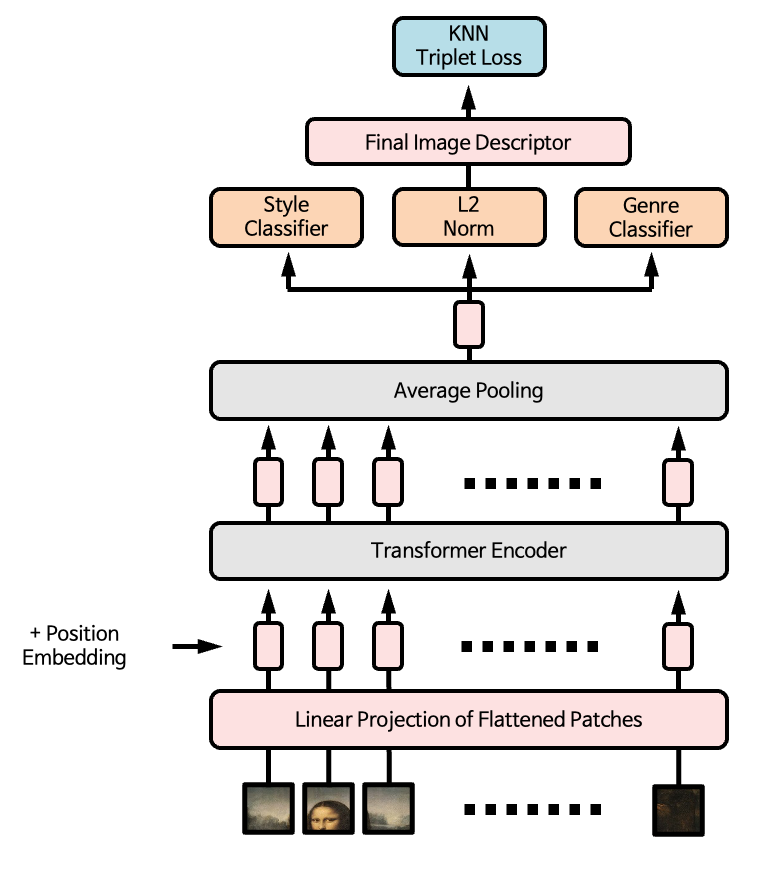 KNN
Triplet Loss
Final Image Descriptor
Style
Classifier
L2
Norm
Genre
Classifier
Average Pooling
Transformer Encoder
+ Position
Embedding
Linear Projection of Flattened Patches